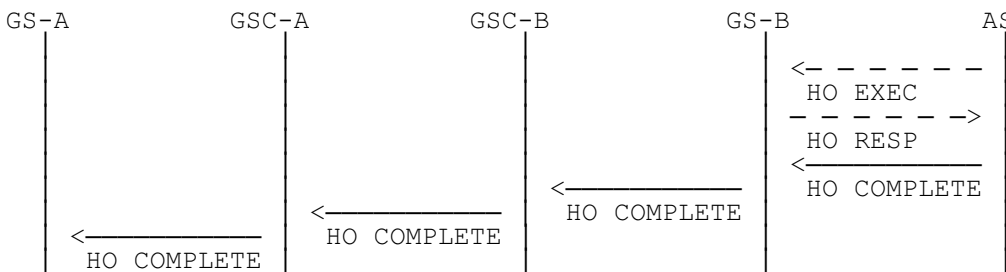 GS-A GSC-A GSC-B GS-B AS
HO EXEC
HO RESP
HO COMPLETE
HO COMPLETE
HO COMPLETE
HO COMPLETE